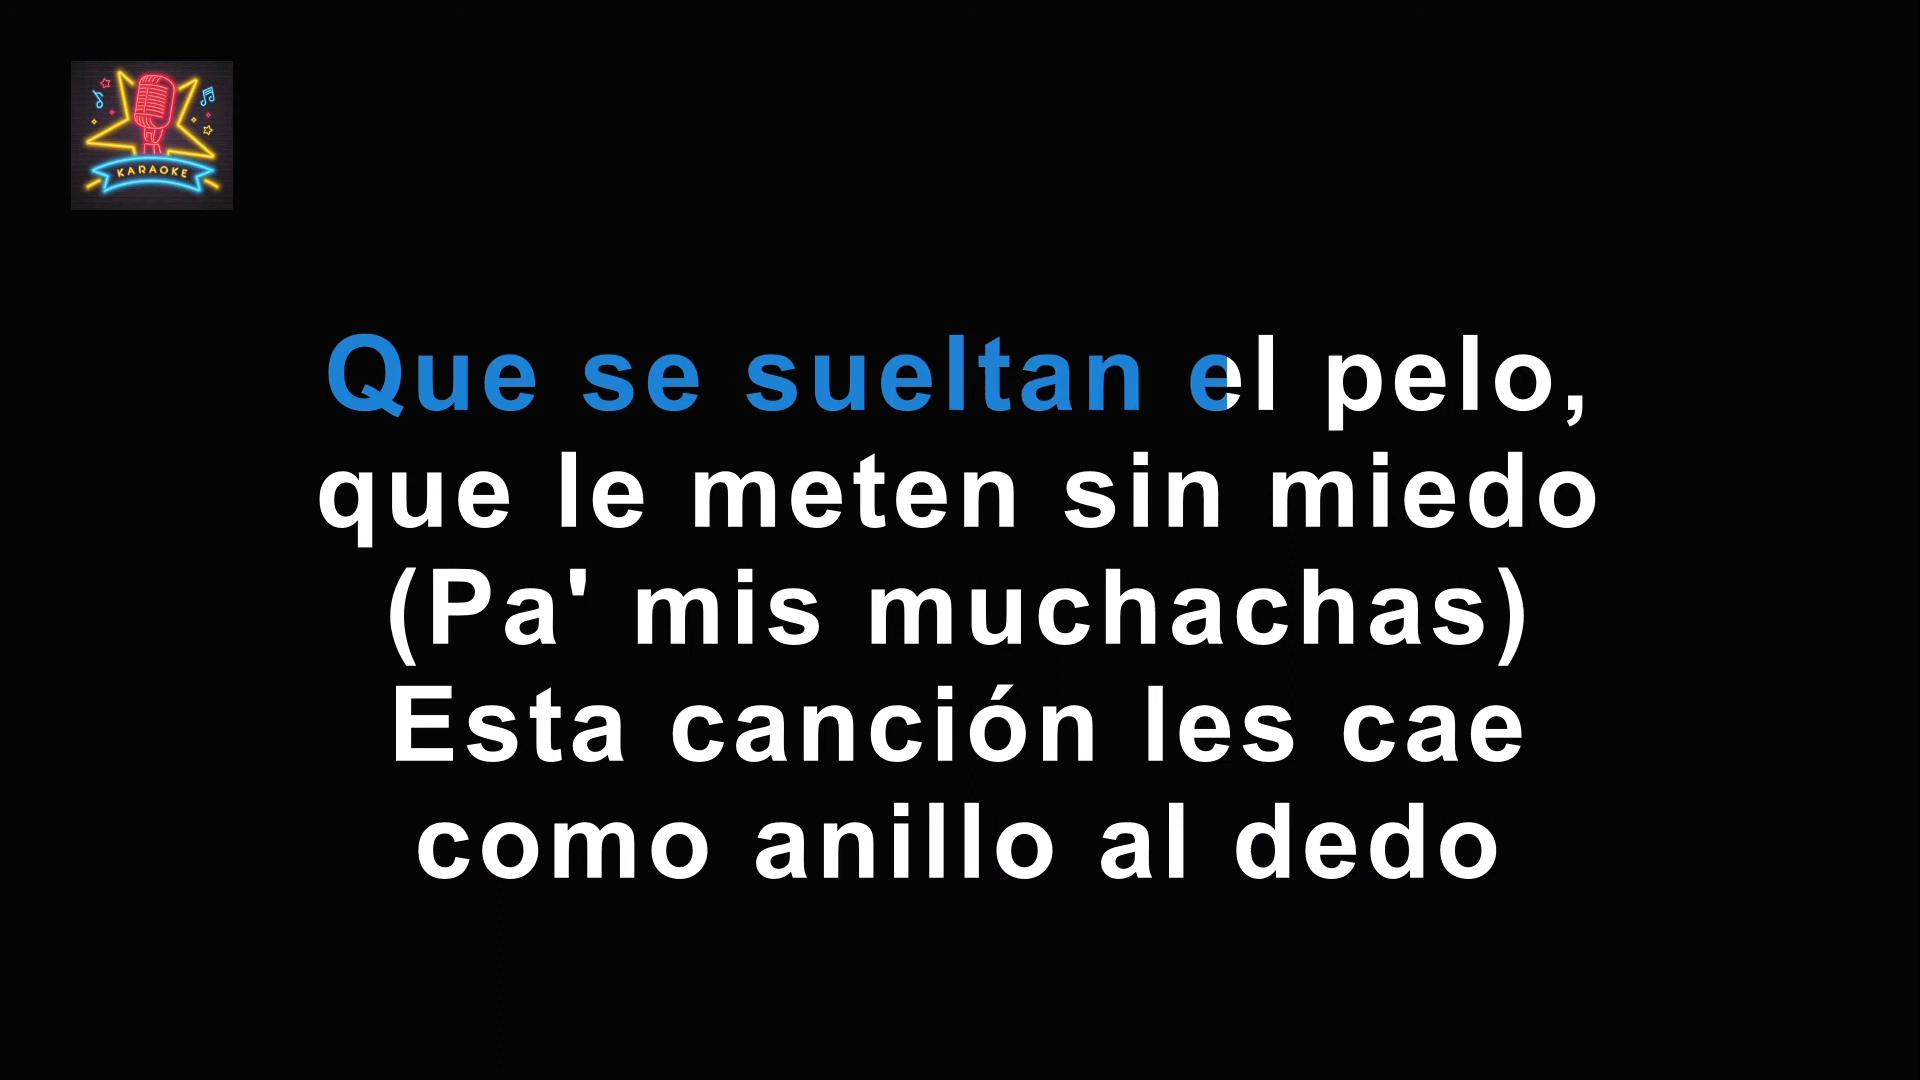 KARAOKE
Que se sueltan el pelo,
que le meten sin miedo
(Pa' mis muchachas)
Esta canción les cae
como anillo al dedo